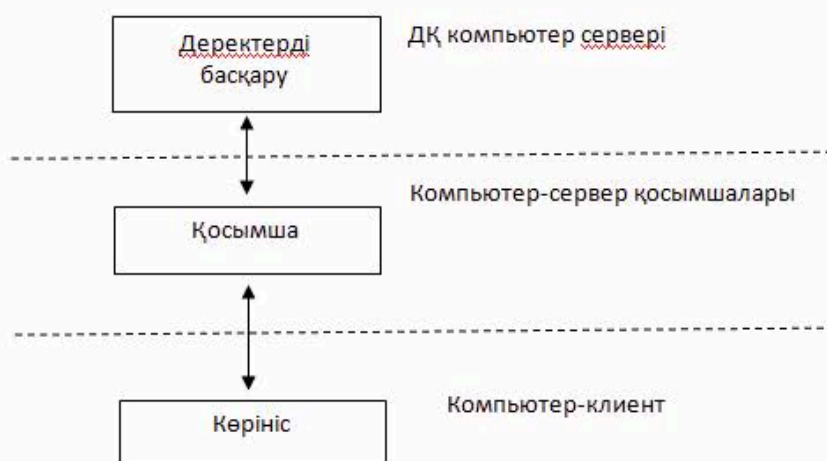 Деректерді
басқару
ДҚ компьютер сервері
Компьютер-сервер қосымшалары
Қосымша
Компьютер-клиент
Көрініс